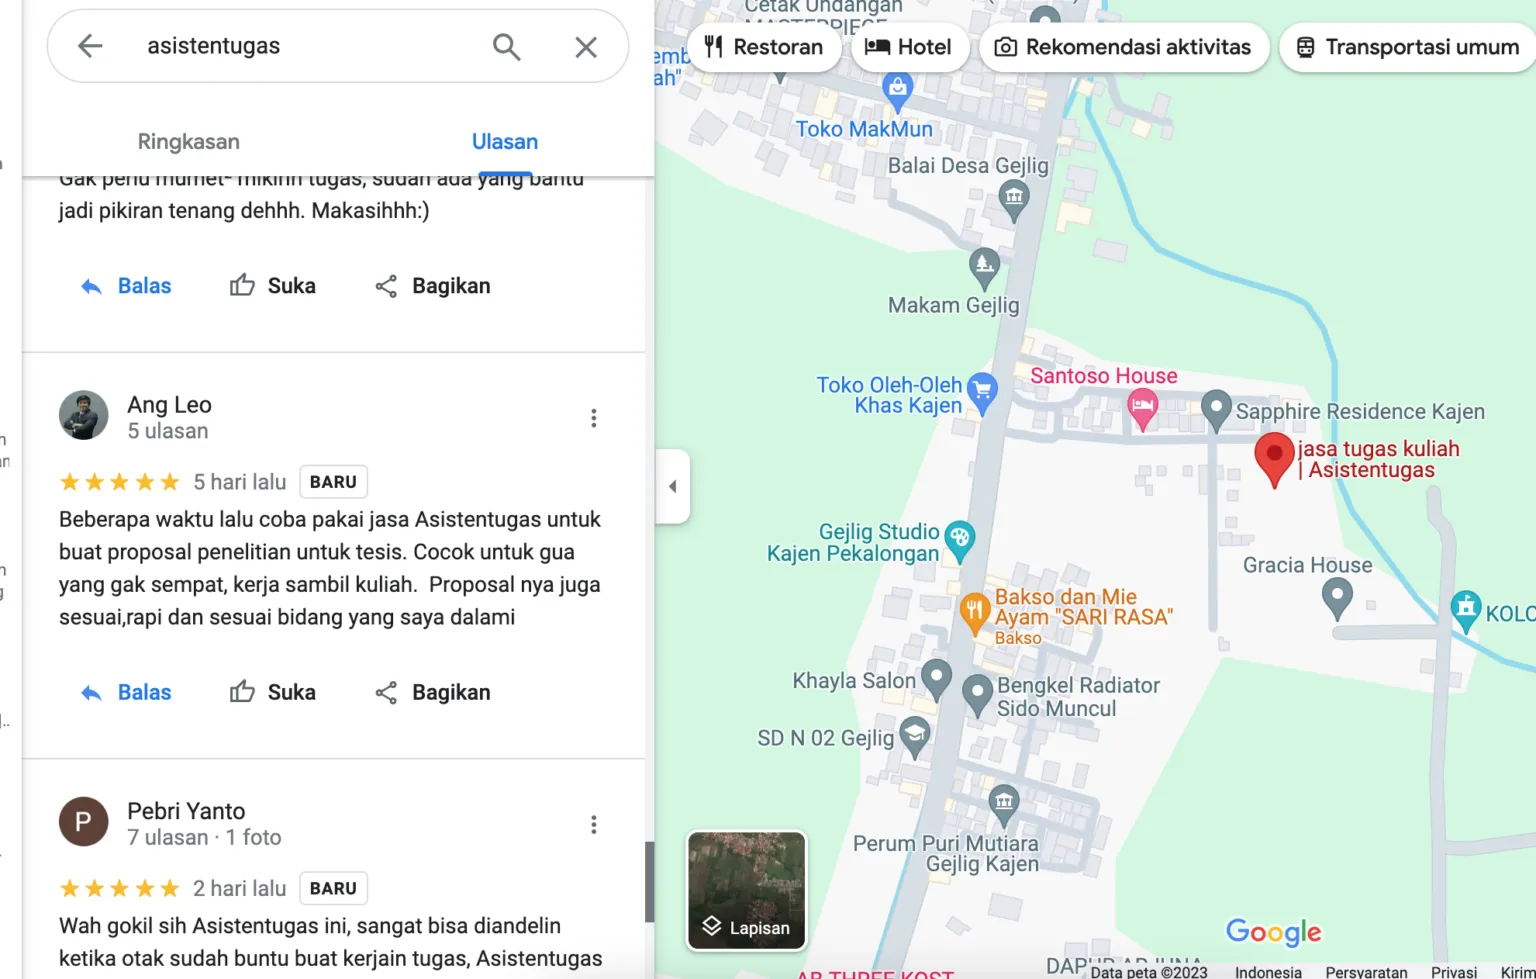 asistentugas
Ringkasan
Ulasan
Gak perlu mumet- mikirin tugas, sudah ada yang bantu
jadi pikiran tenang dehhh. Makasihhh:)
Balas
Suka
Bagikan
Ang Leo
5 ulasan
5 hari lalu
BARU
Beberapa waktu lalu coba pakai jasa Asistentugas untuk
buat proposal penelitian untuk tesis. Cocok untuk gua
yang gak sempat, kerja sambil kuliah.  Proposal nya juga
sesuai,rapi dan sesuai bidang yang saya dalami
Balas
Suka
Bagikan
P
Pebri Yanto
7 ulasan · 1 foto
2 hari lalu
BARU
Wah gokil sih Asistentugas ini, sangat bisa diandelin
ketika otak sudah buntu buat kerjain tugas, Asistentugas
Cetak Undangan
MASTERPIECE
Restoran
Hotel
Rekomendasi aktivitas
Transportasi umum
Toko MakMun
Balai Desa Gejlig
Makam Gejlig
Santoso House
Toko Oleh-Oleh
Khas Kajen
Sapphire Residence Kajen
jasa tugas kuliah
| Asistentugas
Gejlig Studio
Kajen Pekalongan
Gracia House
Bakso dan Mie
Ayam "SARI RASA"
Bakso
KOLO
Khayla Salon
Bengkel Radiator
Sido Muncul
SD N 02 Gejlig
Perum Puri Mutiara
Gejlig Kajen
Lapisan
Google
AB THREE KOST
DAPUR ARJUNA
Data peta ©2023
Indonesia
Persyaratan
Privasi
Kirim